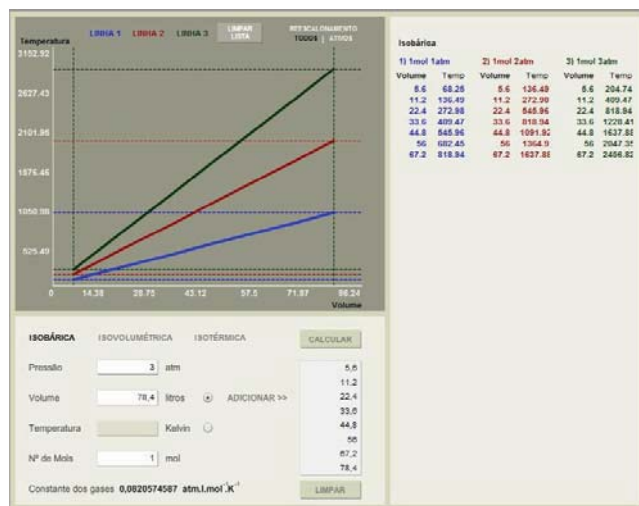 LINHA 1 LINHA 2 LINHA 3
LIMPAR LISTA
REESCALONAMENTO
TODOS | ATIVOS
Temperatura
3152.92
2627.43
2101.95
1576.46
1050.98
525.49
0 14.38 28.75 43.12 57.5 71.87 86.24
Volume
Isobárica
1) 1mol 1atm 2) 1mol 2atm 3) 1mol 3atm
Volume Temp Volume Temp Volume Temp
5.6 68.25 5.6 136.49 5.6 204.74
11.2 136.49 11.2 272.98 11.2 409.47
22.4 272.98 22.4 545.96 22.4 818.94
33.6 409.47 33.6 818.94 33.6 1228.41
44.8 545.96 44.8 1091.92 44.8 1637.88
56 682.45 56 1364.9 56 2047.35
67.2 818.94 67.2 1637.88 67.2 2456.82
ISOBÁRICA ISOVOLUMÉTRICA ISOTÉRMICA CALCULAR
Pressão 3 atm
Volume 78,4 litros ADICIONAR >>
Temperatura Kelvin
Nº de Mols 1 mol
5,6
11,2
22,4
33,6
44,8
56
67,2
78,4
Constante dos gases 0,0820574587 atm.l.mol⁻¹.K⁻¹
LIMPAR